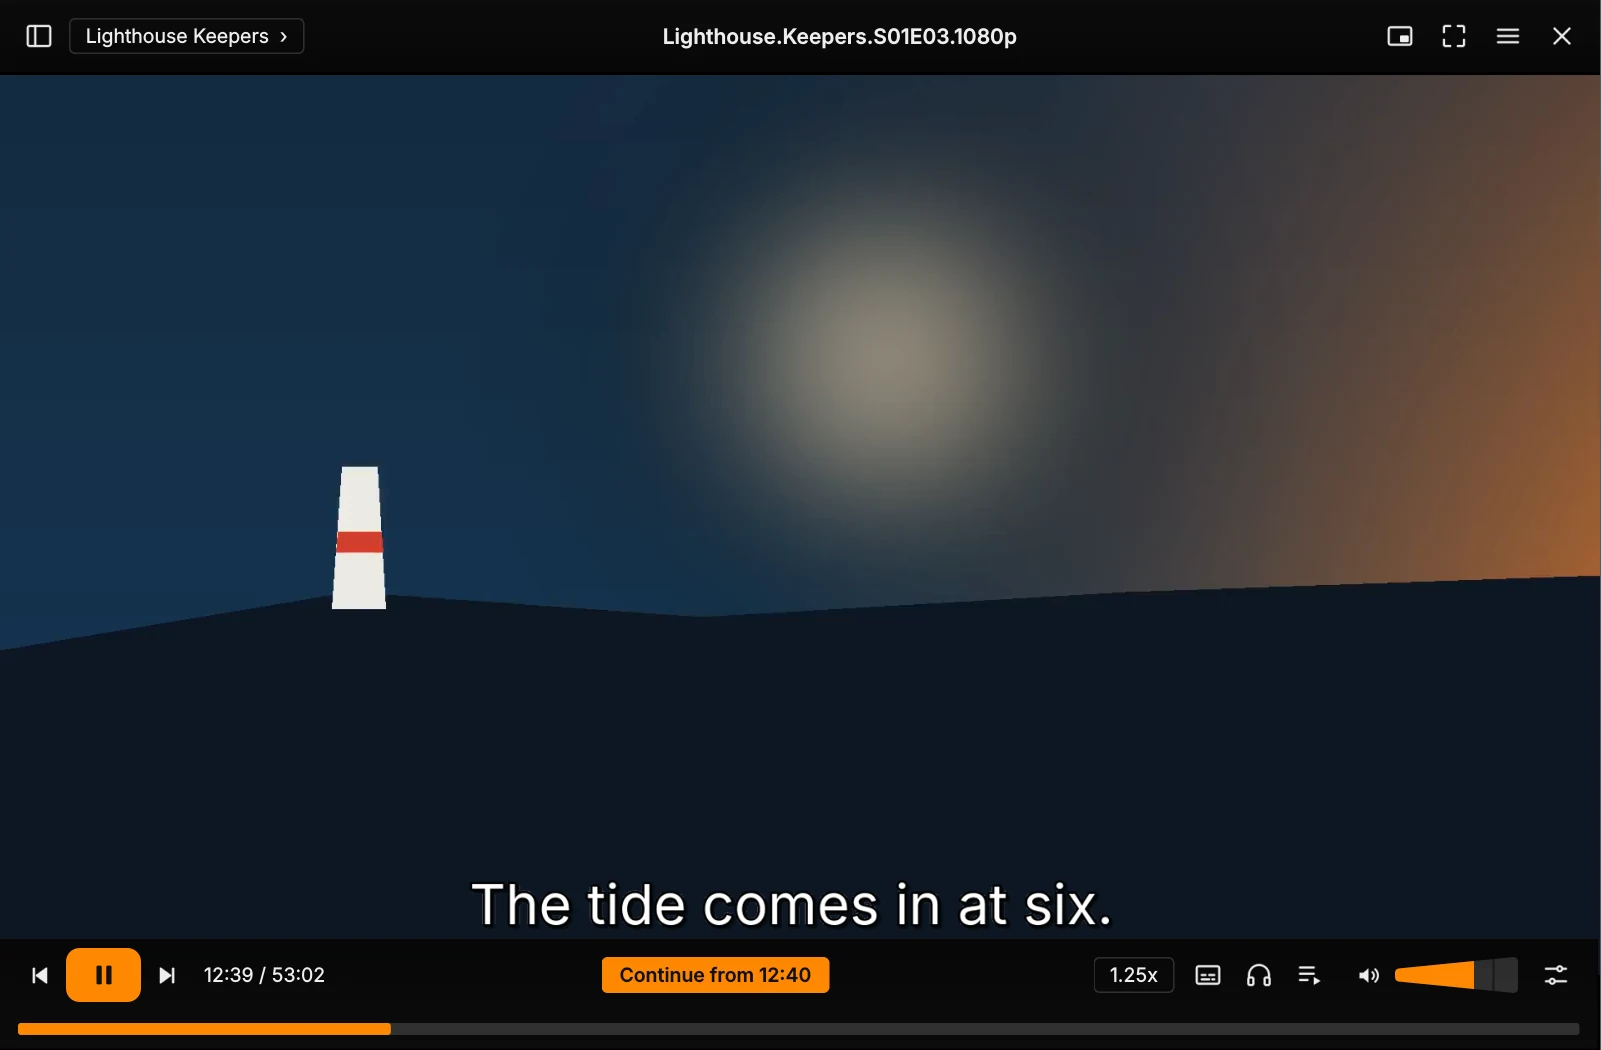 Lighthouse Keepers ›
Lighthouse.Keepers.S01E03.1080p
The tide comes in at six.
12:39 / 53:02
Continue from 12:40
1.25x